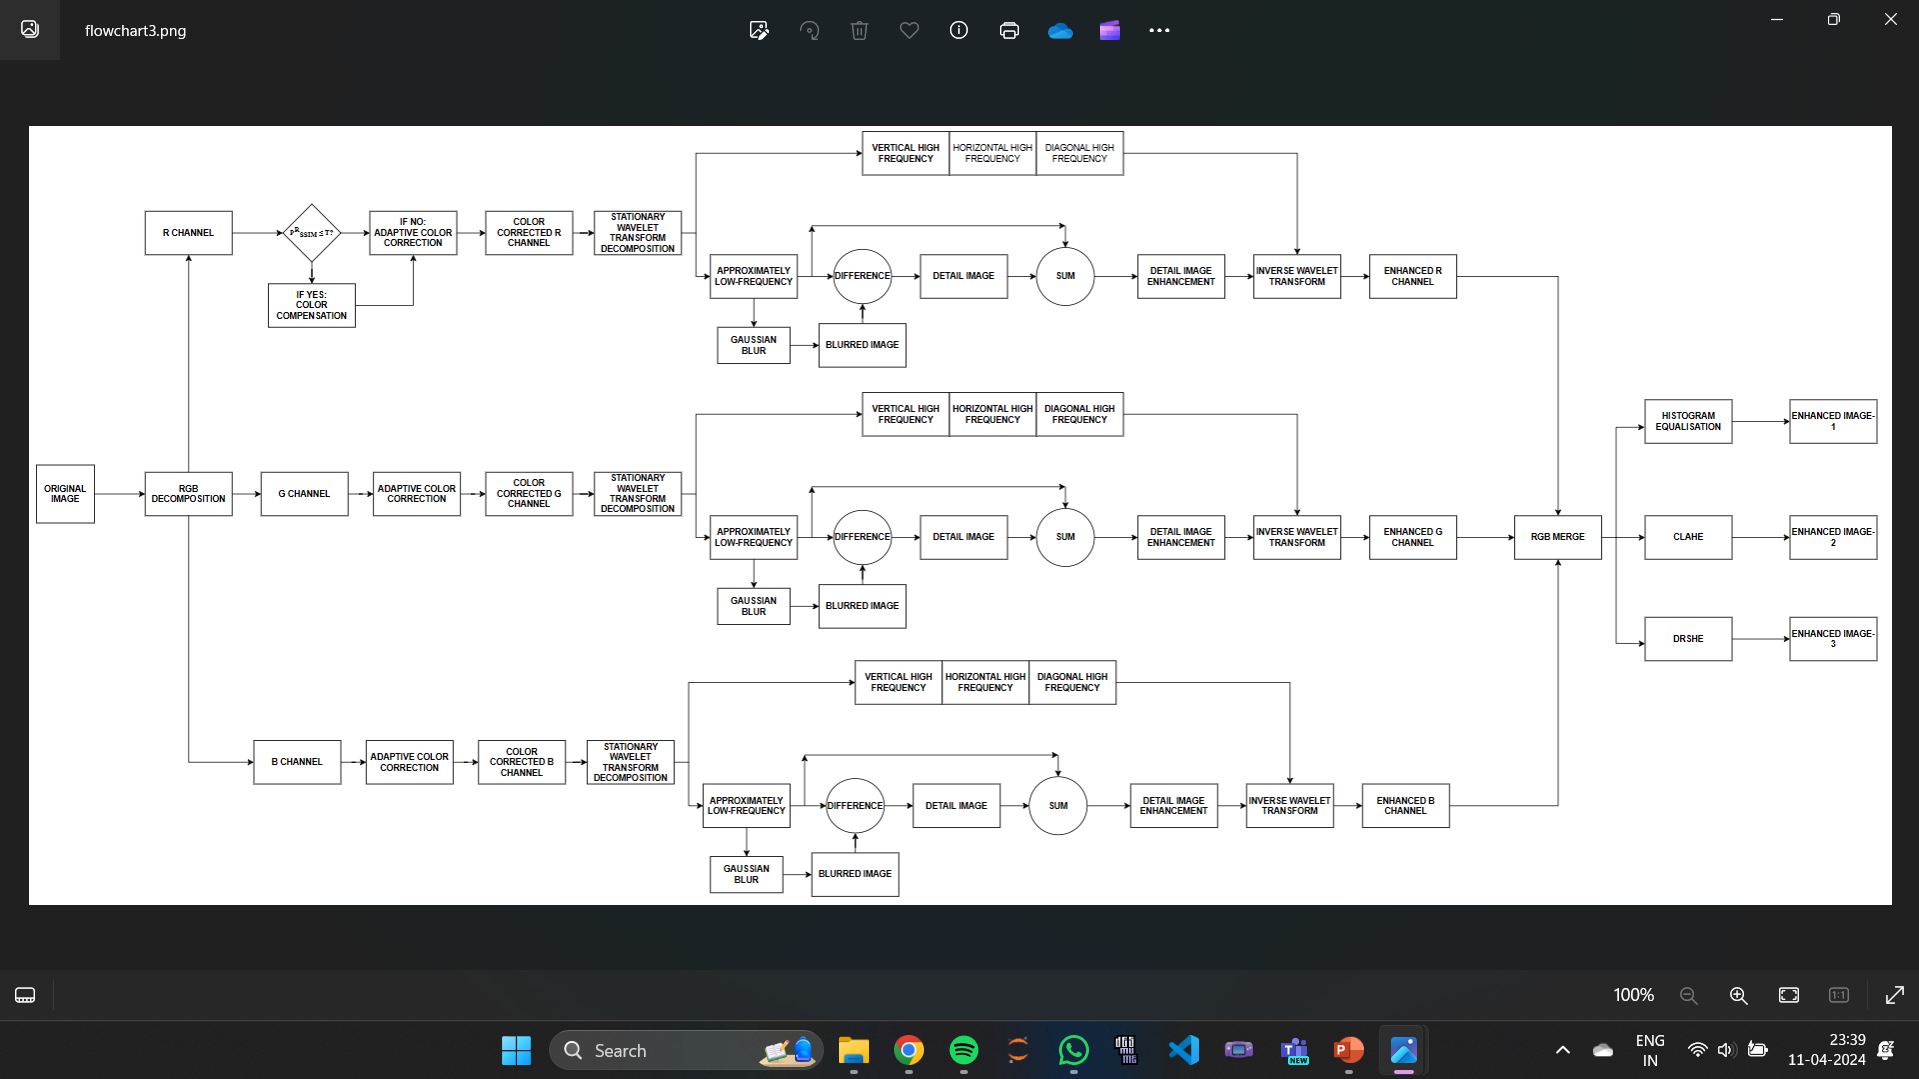 flowchart3.png
VERTICAL HIGH
FREQUENCY
HORIZONTAL HIGH
FREQUENCY
DIAGONAL HIGH
FREQUENCY
R CHANNEL
P^R_SSIM ≤ T?
IF NO:
ADAPTIVE COLOR
CORRECTION
COLOR
CORRECTED R
CHANNEL
STATIONARY
WAVELET
TRANSFORM
DECOMPOSITION
IF YES:
COLOR
COMPENSATION
APPROXIMATELY
LOW-FREQUENCY
DIFFERENCE
DETAIL IMAGE
SUM
DETAIL IMAGE
ENHANCEMENT
INVERSE WAVELET
TRANSFORM
ENHANCED R
CHANNEL
GAUSSIAN
BLUR
BLURRED IMAGE
VERTICAL HIGH
FREQUENCY
HORIZONTAL HIGH
FREQUENCY
DIAGONAL HIGH
FREQUENCY
ORIGINAL
IMAGE
RGB
DECOMPOSITION
G CHANNEL
ADAPTIVE COLOR
CORRECTION
COLOR
CORRECTED G
CHANNEL
STATIONARY
WAVELET
TRANSFORM
DECOMPOSITION
APPROXIMATELY
LOW-FREQUENCY
DIFFERENCE
DETAIL IMAGE
SUM
DETAIL IMAGE
ENHANCEMENT
INVERSE WAVELET
TRANSFORM
ENHANCED G
CHANNEL
RGB MERGE
GAUSSIAN
BLUR
BLURRED IMAGE
HISTOGRAM
EQUALISATION
ENHANCED IMAGE-
1
CLAHE
ENHANCED IMAGE-
2
DRSHE
ENHANCED IMAGE-
3
VERTICAL HIGH
FREQUENCY
HORIZONTAL HIGH
FREQUENCY
DIAGONAL HIGH
FREQUENCY
B CHANNEL
ADAPTIVE COLOR
CORRECTION
COLOR
CORRECTED B
CHANNEL
STATIONARY
WAVELET
TRANSFORM
DECOMPOSITION
APPROXIMATELY
LOW-FREQUENCY
DIFFERENCE
DETAIL IMAGE
SUM
DETAIL IMAGE
ENHANCEMENT
INVERSE WAVELET
TRANSFORM
ENHANCED B
CHANNEL
GAUSSIAN
BLUR
BLURRED IMAGE
100%
1:1
Search
NEW
ENG
IN
23:39
11-04-2024